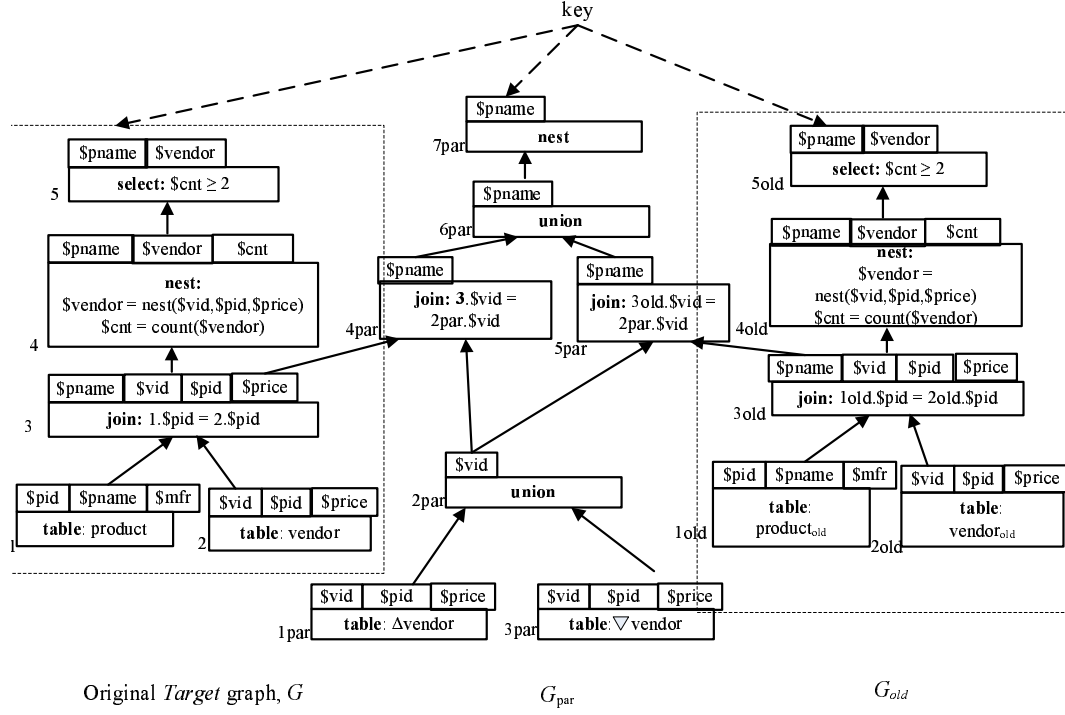 key
$pname $vendor
select: $cnt ≥ 2
5
$pname $vendor $cnt
nest:
$vendor = nest($vid,$pid,$price)
$cnt = count($vendor)
4
$pname $vid $pid $price
join: 1.$pid = 2.$pid
3
$pid $pname $mfr
table: product
1
$vid $pid $price
table: vendor
2
$pname
nest
7par
$pname
union
6par
$pname
join: 3.$vid =
2par.$vid
4par
$pname
join: 3old.$vid =
2par.$vid
5par
$vid
union
2par
$vid $pid $price
table: Δvendor
1par
$vid $pid $price
table: ▽ vendor
3par
$pname $vendor
select: $cnt ≥ 2
5old
$pname $vendor $cnt
nest:
$vendor =
nest($vid,$pid,$price)
$cnt = count($vendor)
4old
$pname $vid $pid $price
join: 1old.$pid = 2old.$pid
3old
$pid $pname $mfr
table:
productold
1old
$vid $pid $price
table:
vendorold
2old
Original Target graph, G
Gpar
Gold